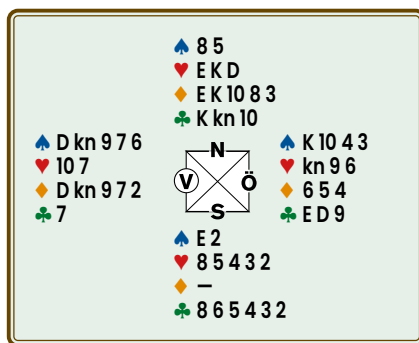 ♠ 8 5
♥ E K D
♦ E K 10 8 3
♣ K kn 10
♠ D kn 9 7 6
♥ 10 7
♦ D kn 9 7 2
♣ 7
N
V Ö
S
♠ K 10 4 3
♥ kn 9 6
♦ 6 5 4
♣ E D 9
♠ E 2
♥ 8 5 4 3 2
♦ —
♣ 8 6 5 4 3 2